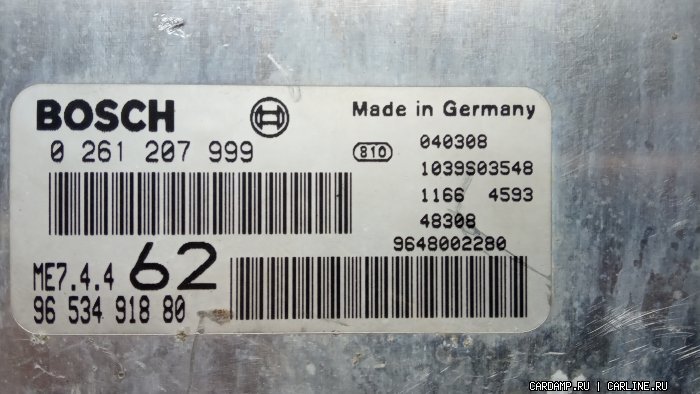 BOSCH
Made in Germany
0 261 207 999
810
040308
1039S03548
1166 4593
48308
9648002280
ME7.4.4 62
96 534 918 80
CARDAMP.RU | CARLINE.RU